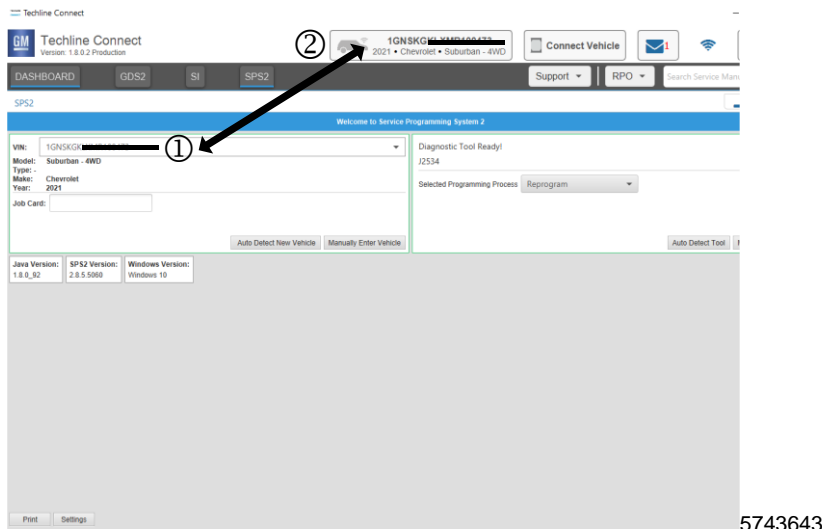 Techline Connect
GM Techline Connect
Version: 1.8.0.2 Production
② 1GNSKGKLXMR100473
2021 • Chevrolet • Suburban - 4WD
Connect Vehicle
1
DASHBOARD GDS2 SI SPS2
Support RPO Search Service Manu
SPS2
Welcome to Service Programming System 2
VIN: 1GNSKGK ①
Model: Suburban - 4WD
Type: -
Make: Chevrolet
Year: 2021
Job Card:
Auto Detect New Vehicle Manually Enter Vehicle
Diagnostic Tool Ready!
J2534
Selected Programming Process Reprogram
Auto Detect Tool
Java Version: SPS2 Version: Windows Version:
1.8.0_92 2.8.5.5060 Windows 10
Print Settings
5743643